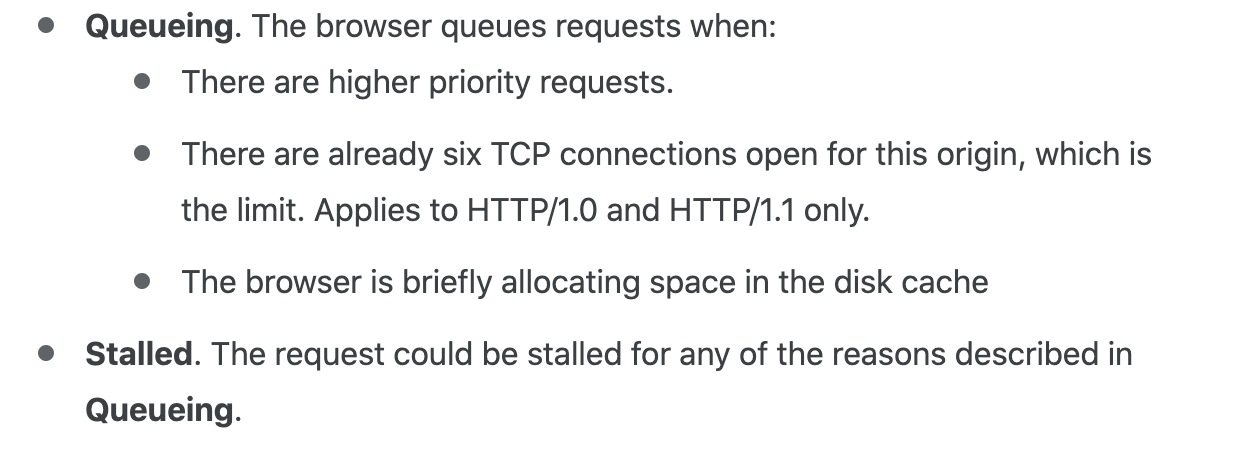 Queueing. The browser queues requests when:
There are higher priority requests.
There are already six TCP connections open for this origin, which is
the limit. Applies to HTTP/1.0 and HTTP/1.1 only.
The browser is briefly allocating space in the disk cache
Stalled. The request could be stalled for any of the reasons described in
Queueing.